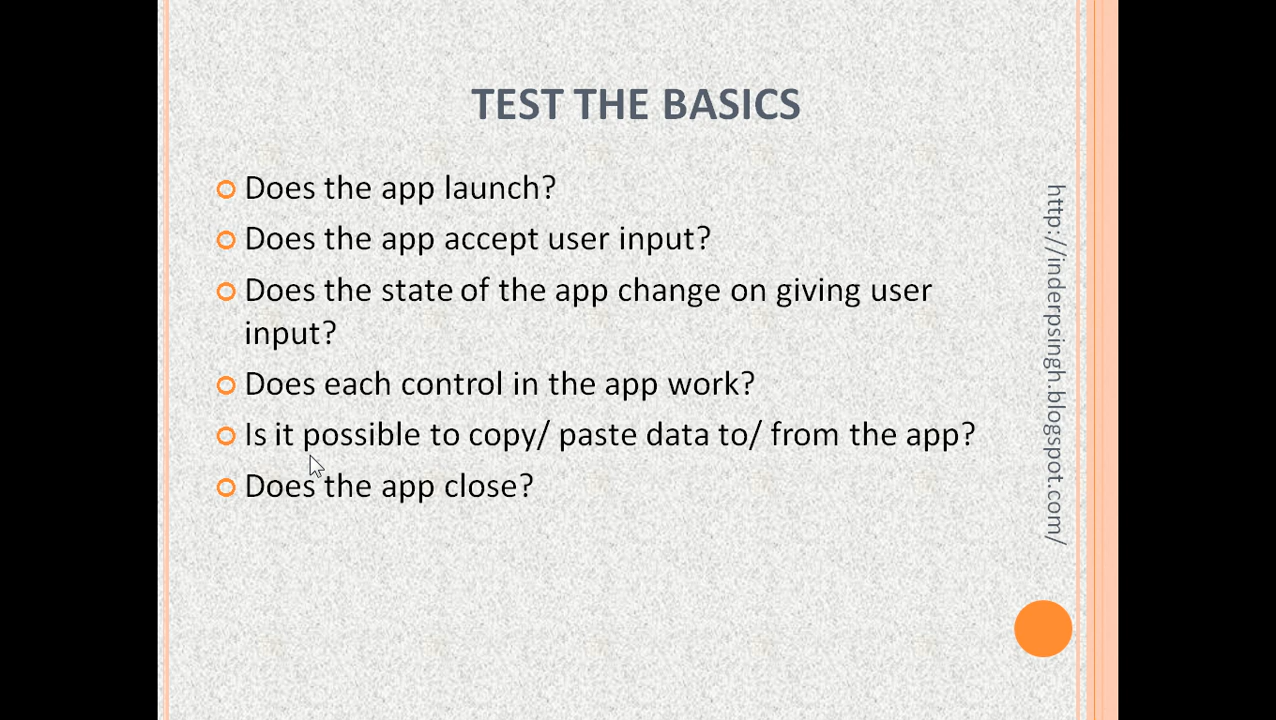 TEST THE BASICS
Does the app launch?
Does the app accept user input?
Does the state of the app change on giving user
input?
Does each control in the app work?
Is it possible to copy/ paste data to/ from the app?
Does the app close?
http://inderpsingh.blogspot.com/